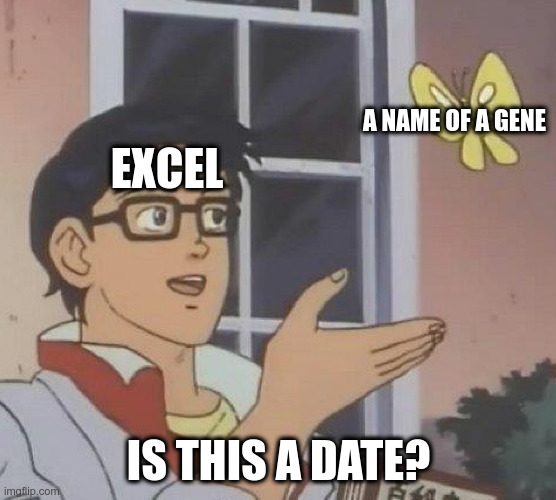 A NAME OF A GENE
EXCEL
IS THIS A DATE?
imgflip.com